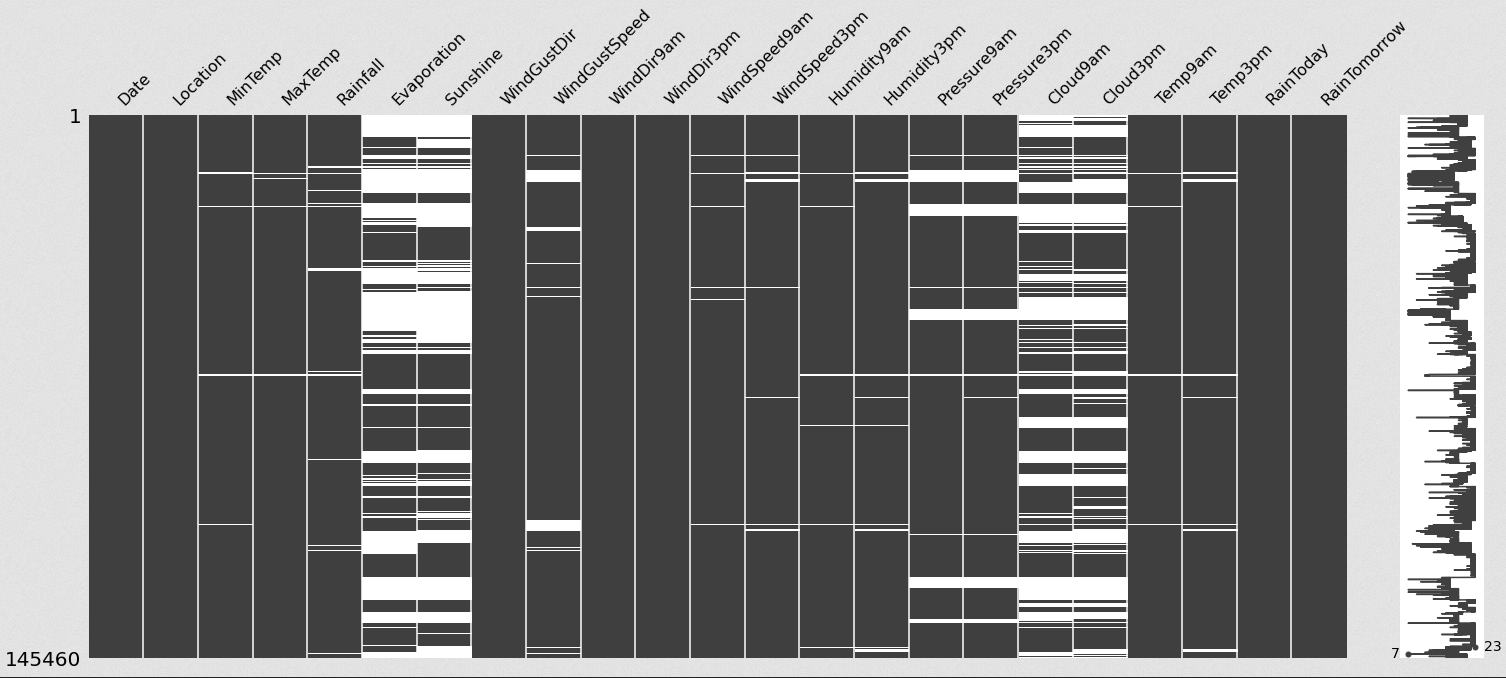 Date
Location
MinTemp
MaxTemp
Rainfall
Evaporation
Sunshine
WindGustDir
WindGustSpeed
WindDir9am
WindDir3pm
WindSpeed9am
WindSpeed3pm
Humidity9am
Humidity3pm
Pressure9am
Pressure3pm
Cloud9am
Cloud3pm
Temp9am
Temp3pm
RainToday
RainTomorrow
1
145460
7
23